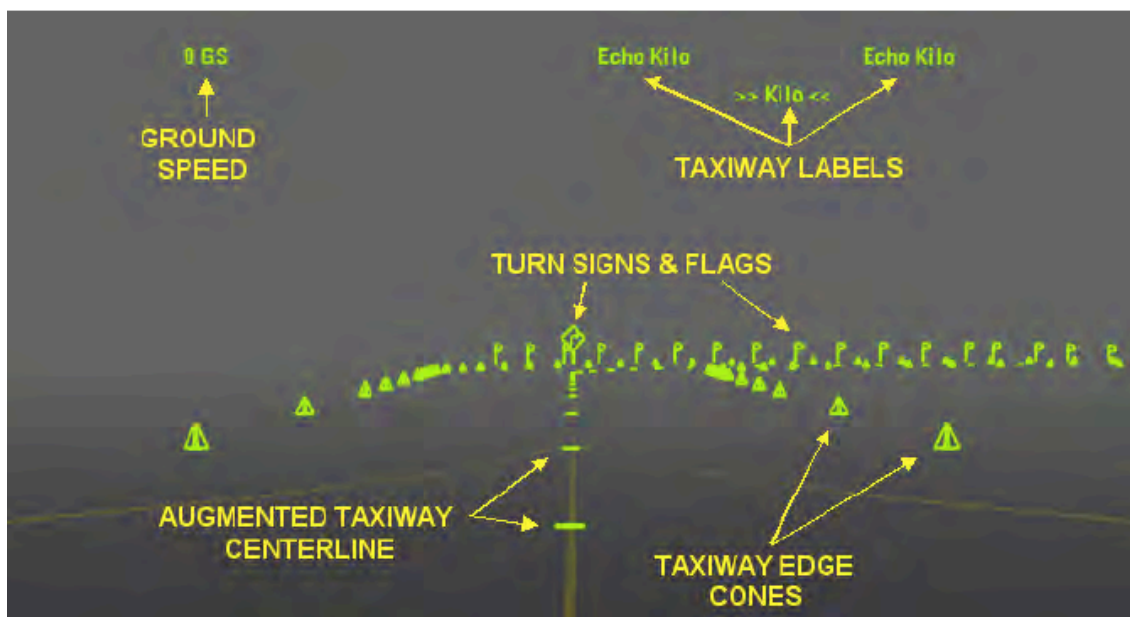 0 GS
Echo Kilo
Echo Kilo
>> Kilo <<
GROUND
SPEED
TAXIWAY LABELS
TURN SIGNS & FLAGS
AUGMENTED TAXIWAY
CENTERLINE
TAXIWAY EDGE
CONES